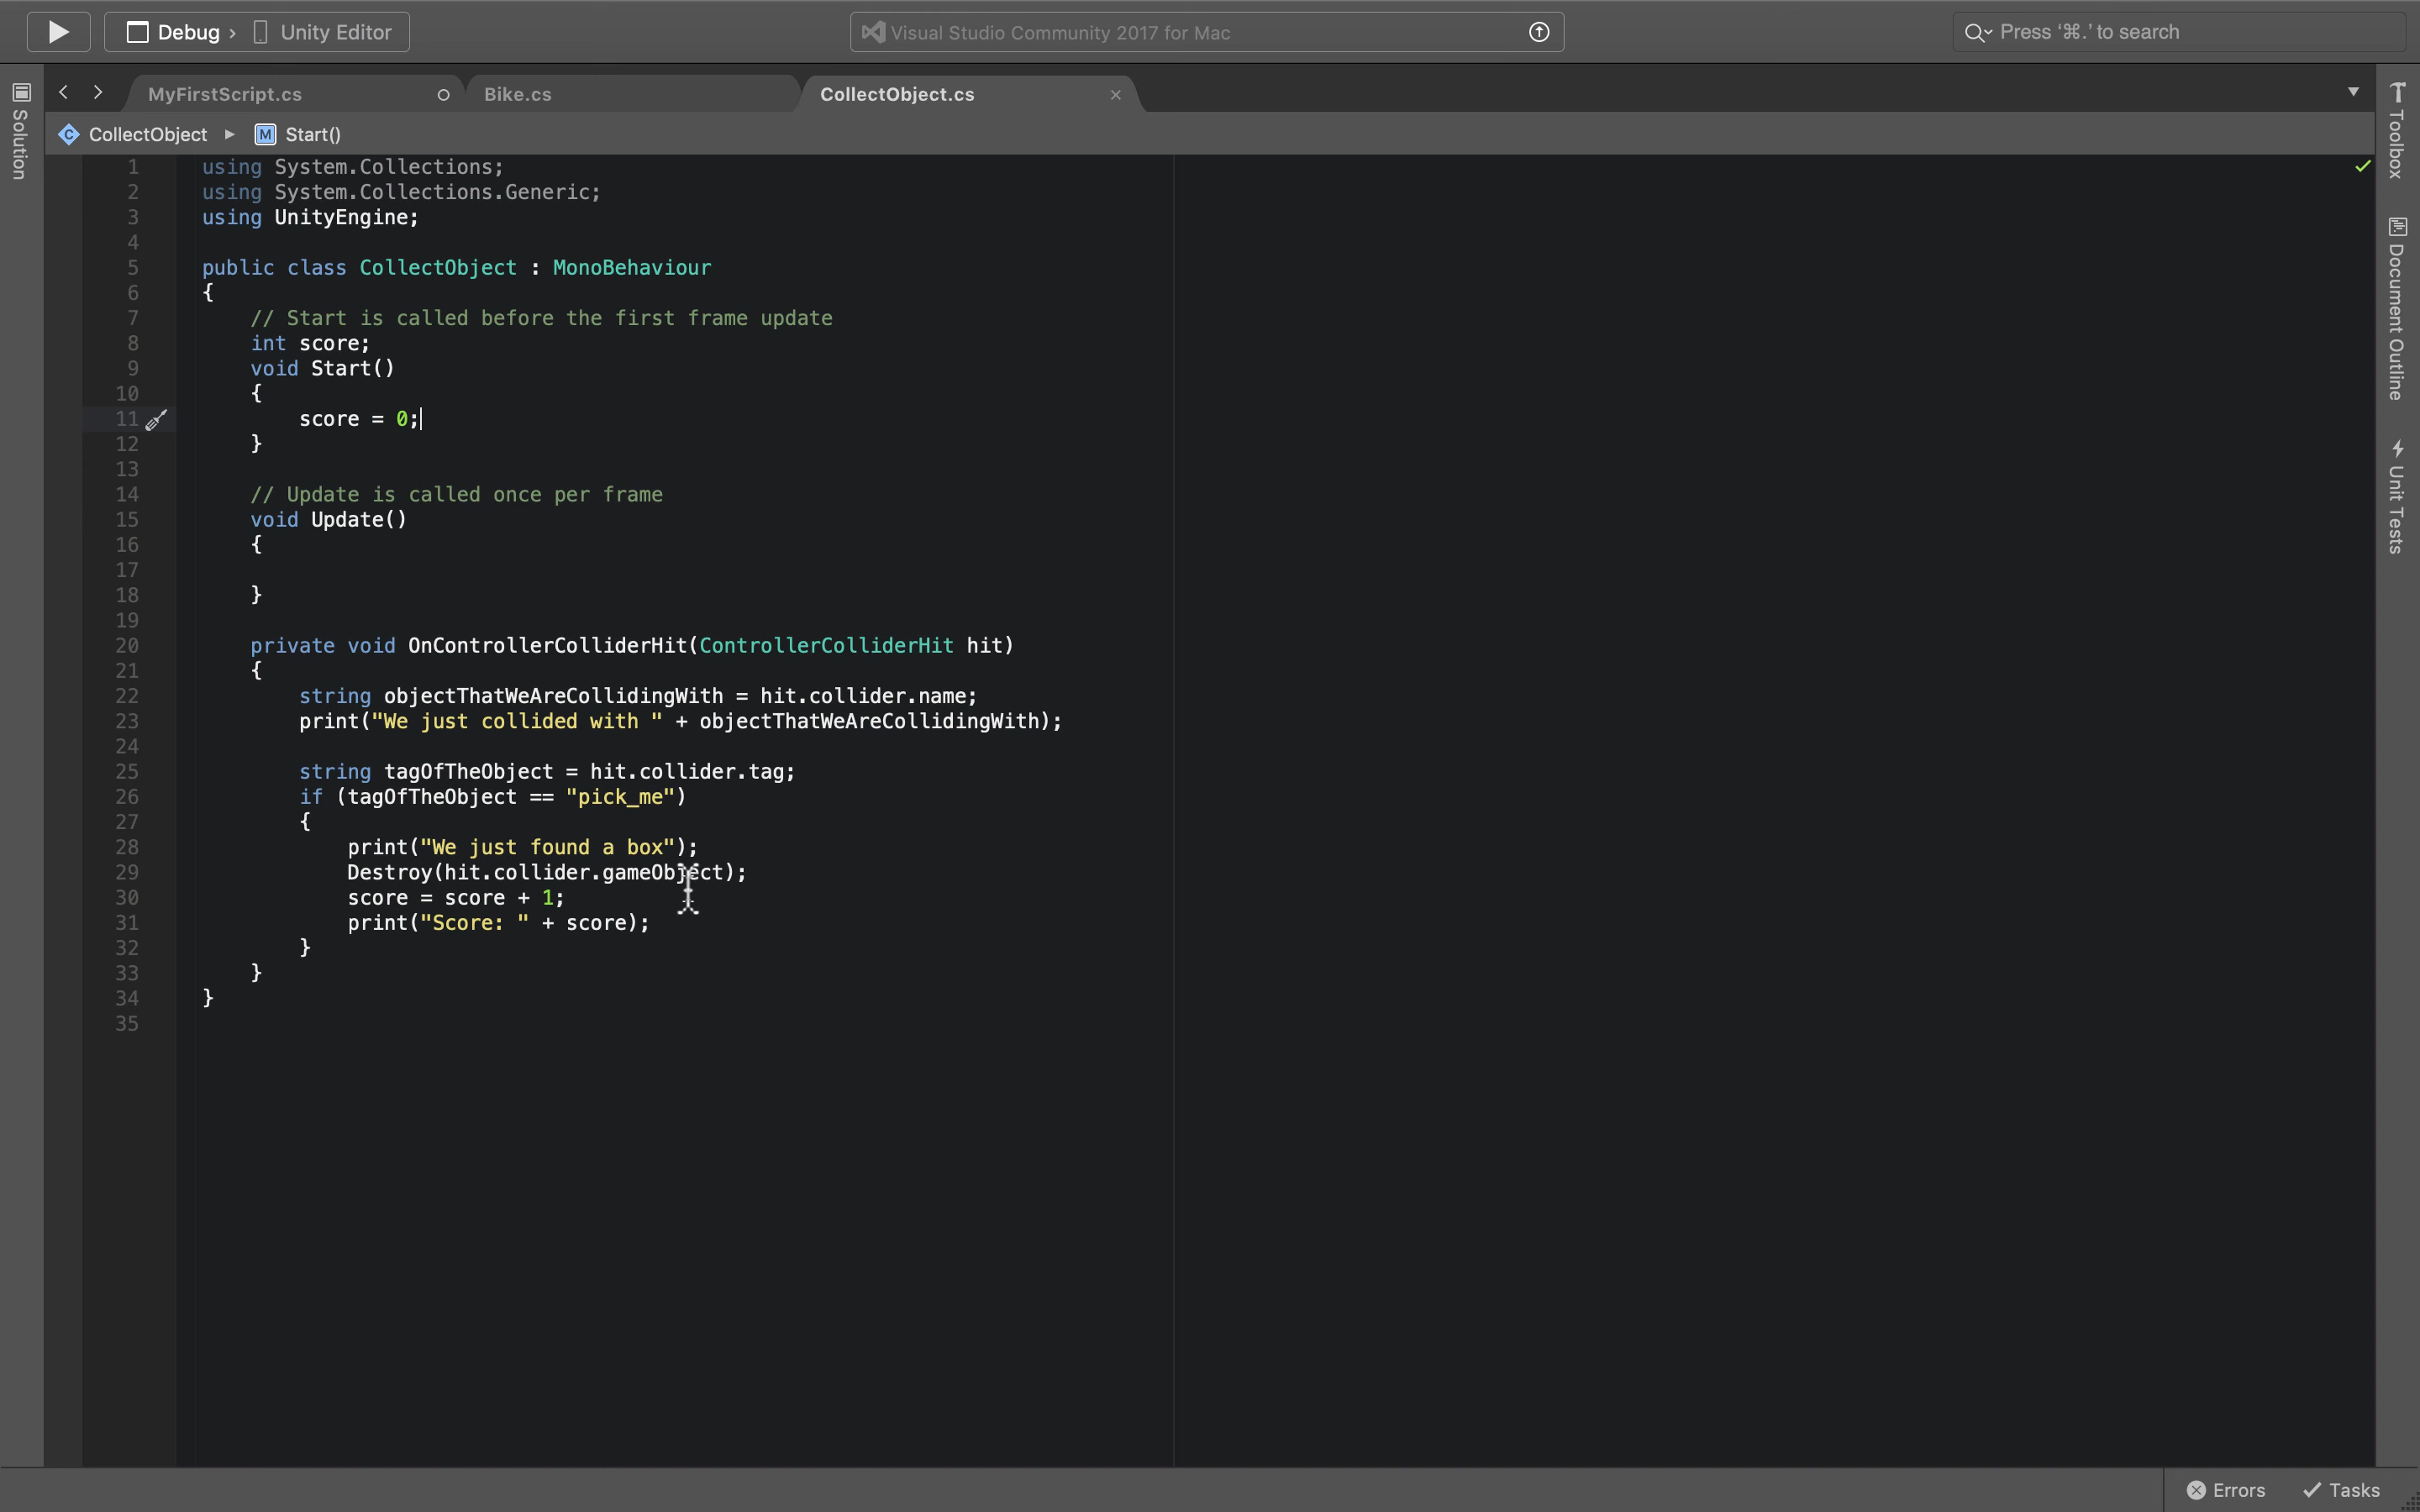 Debug › Unity Editor
Visual Studio Community 2017 for Mac
Press '⌘.' to search
Solution
MyFirstScript.cs
Bike.cs
CollectObject.cs
CollectObject ▸ M Start()
1 using System.Collections;
2 using System.Collections.Generic;
3 using UnityEngine;
4
5 public class CollectObject : MonoBehaviour
6 {
7     // Start is called before the first frame update
8     int score;
9     void Start()
10     {
11         score = 0;
12     }
13
14     // Update is called once per frame
15     void Update()
16     {
17
18     }
19
20     private void OnControllerColliderHit(ControllerColliderHit hit)
21     {
22         string objectThatWeAreCollidingWith = hit.collider.name;
23         print("We just collided with " + objectThatWeAreCollidingWith);
24
25         string tagOfTheObject = hit.collider.tag;
26         if (tagOfTheObject == "pick_me")
27         {
28             print("We just found a box");
29             Destroy(hit.collider.gameObject);
30             score = score + 1;
31             print("Score: " + score);
32         }
33     }
34 }
35
Toolbox
Document Outline
Unit Tests
Errors
Tasks